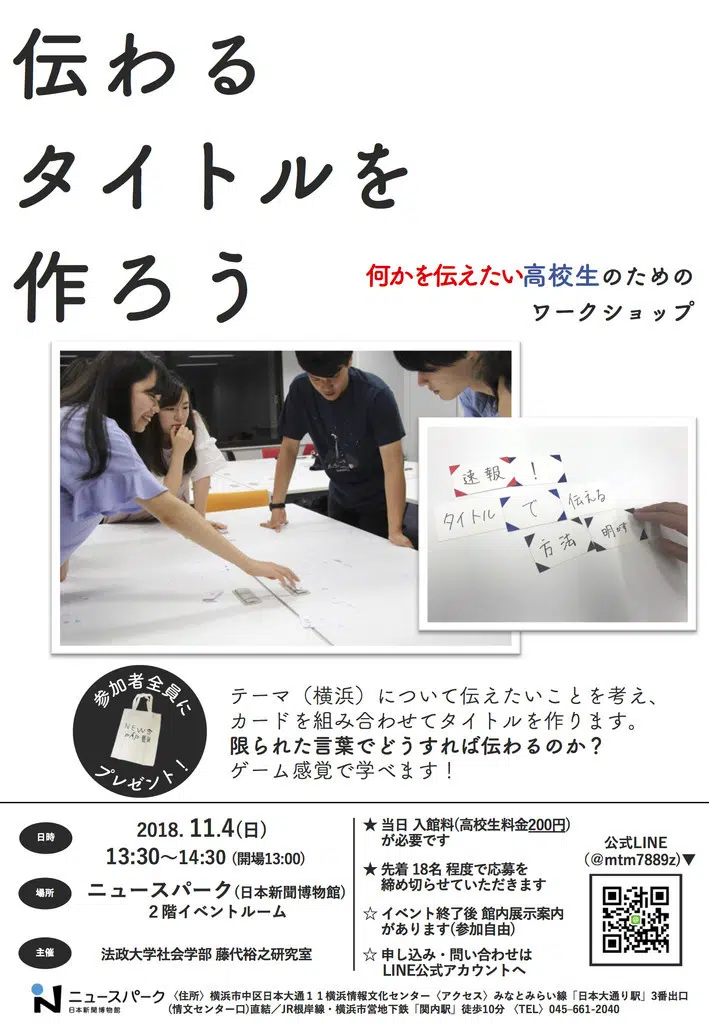 伝わる
タイトルを
作ろう
何かを伝えたい高校生のための
ワークショップ
速報!
タイトルで伝える
方法
参加者全員に
NEWS
プレゼント!
テーマ(横浜)について伝えたいことを考え、
カードを組み合わせてタイトルを作ります。
限られた言葉でどうすれば伝わるのか?
ゲーム感覚で学べます!
日時
2018. 11.4(日)
13:30〜14:30 (開場13:00)
場所
ニュースパーク(日本新聞博物館)
2階イベントルーム
主催
法政大学社会学部 藤代裕之研究室
★当日 入館料(高校生料金200円)
が必要です
★先着 18名 程度で応募を
締め切らせていただきます
☆イベント終了後 館内展示案内
があります(参加自由)
☆申し込み・問い合わせは
LINE公式アカウントへ
公式LINE
(@mtm7889z)▼
ニュースパーク
日本新聞博物館
〈住所〉横浜市中区日本大通11横浜情報文化センター〈アクセス〉みなとみらい線「日本大通り駅」3番出口
(情文センター口)直結/JR根岸線・横浜市営地下鉄「関内駅」徒歩10分 〈TEL〉045-661-2040